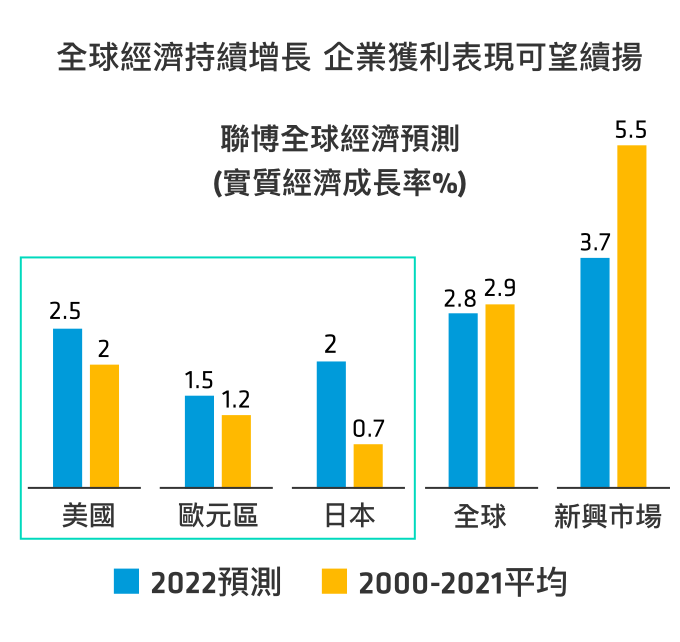 全球經濟持續增長 企業獲利表現可望續揚
聯博全球經濟預測
(實質經濟成長率%)
2.5
2
1.5
1.2
2
0.7
2.8
2.9
3.7
5.5
美國
歐元區
日本
全球
新興市場
2022預測
2000-2021平均